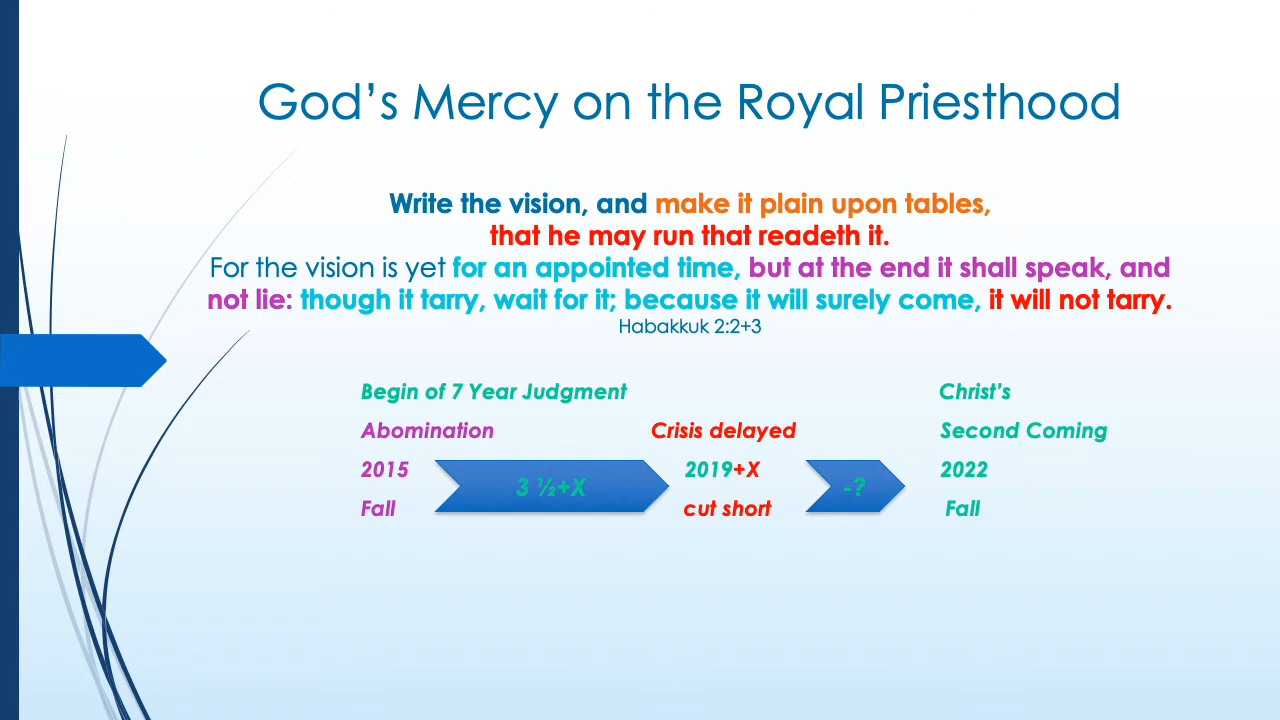 God's Mercy on the Royal Priesthood
Write the vision, and make it plain upon tables,
that he may run that readeth it.
For the vision is yet for an appointed time, but at the end it shall speak, and
not lie: though it tarry, wait for it; because it will surely come, it will not tarry.
Habakkuk 2:2+3
Begin of 7 Year Judgment Christ's
Abomination Crisis delayed Second Coming
2015 3 ½+X 2019+X -? 2022
Fall cut short Fall